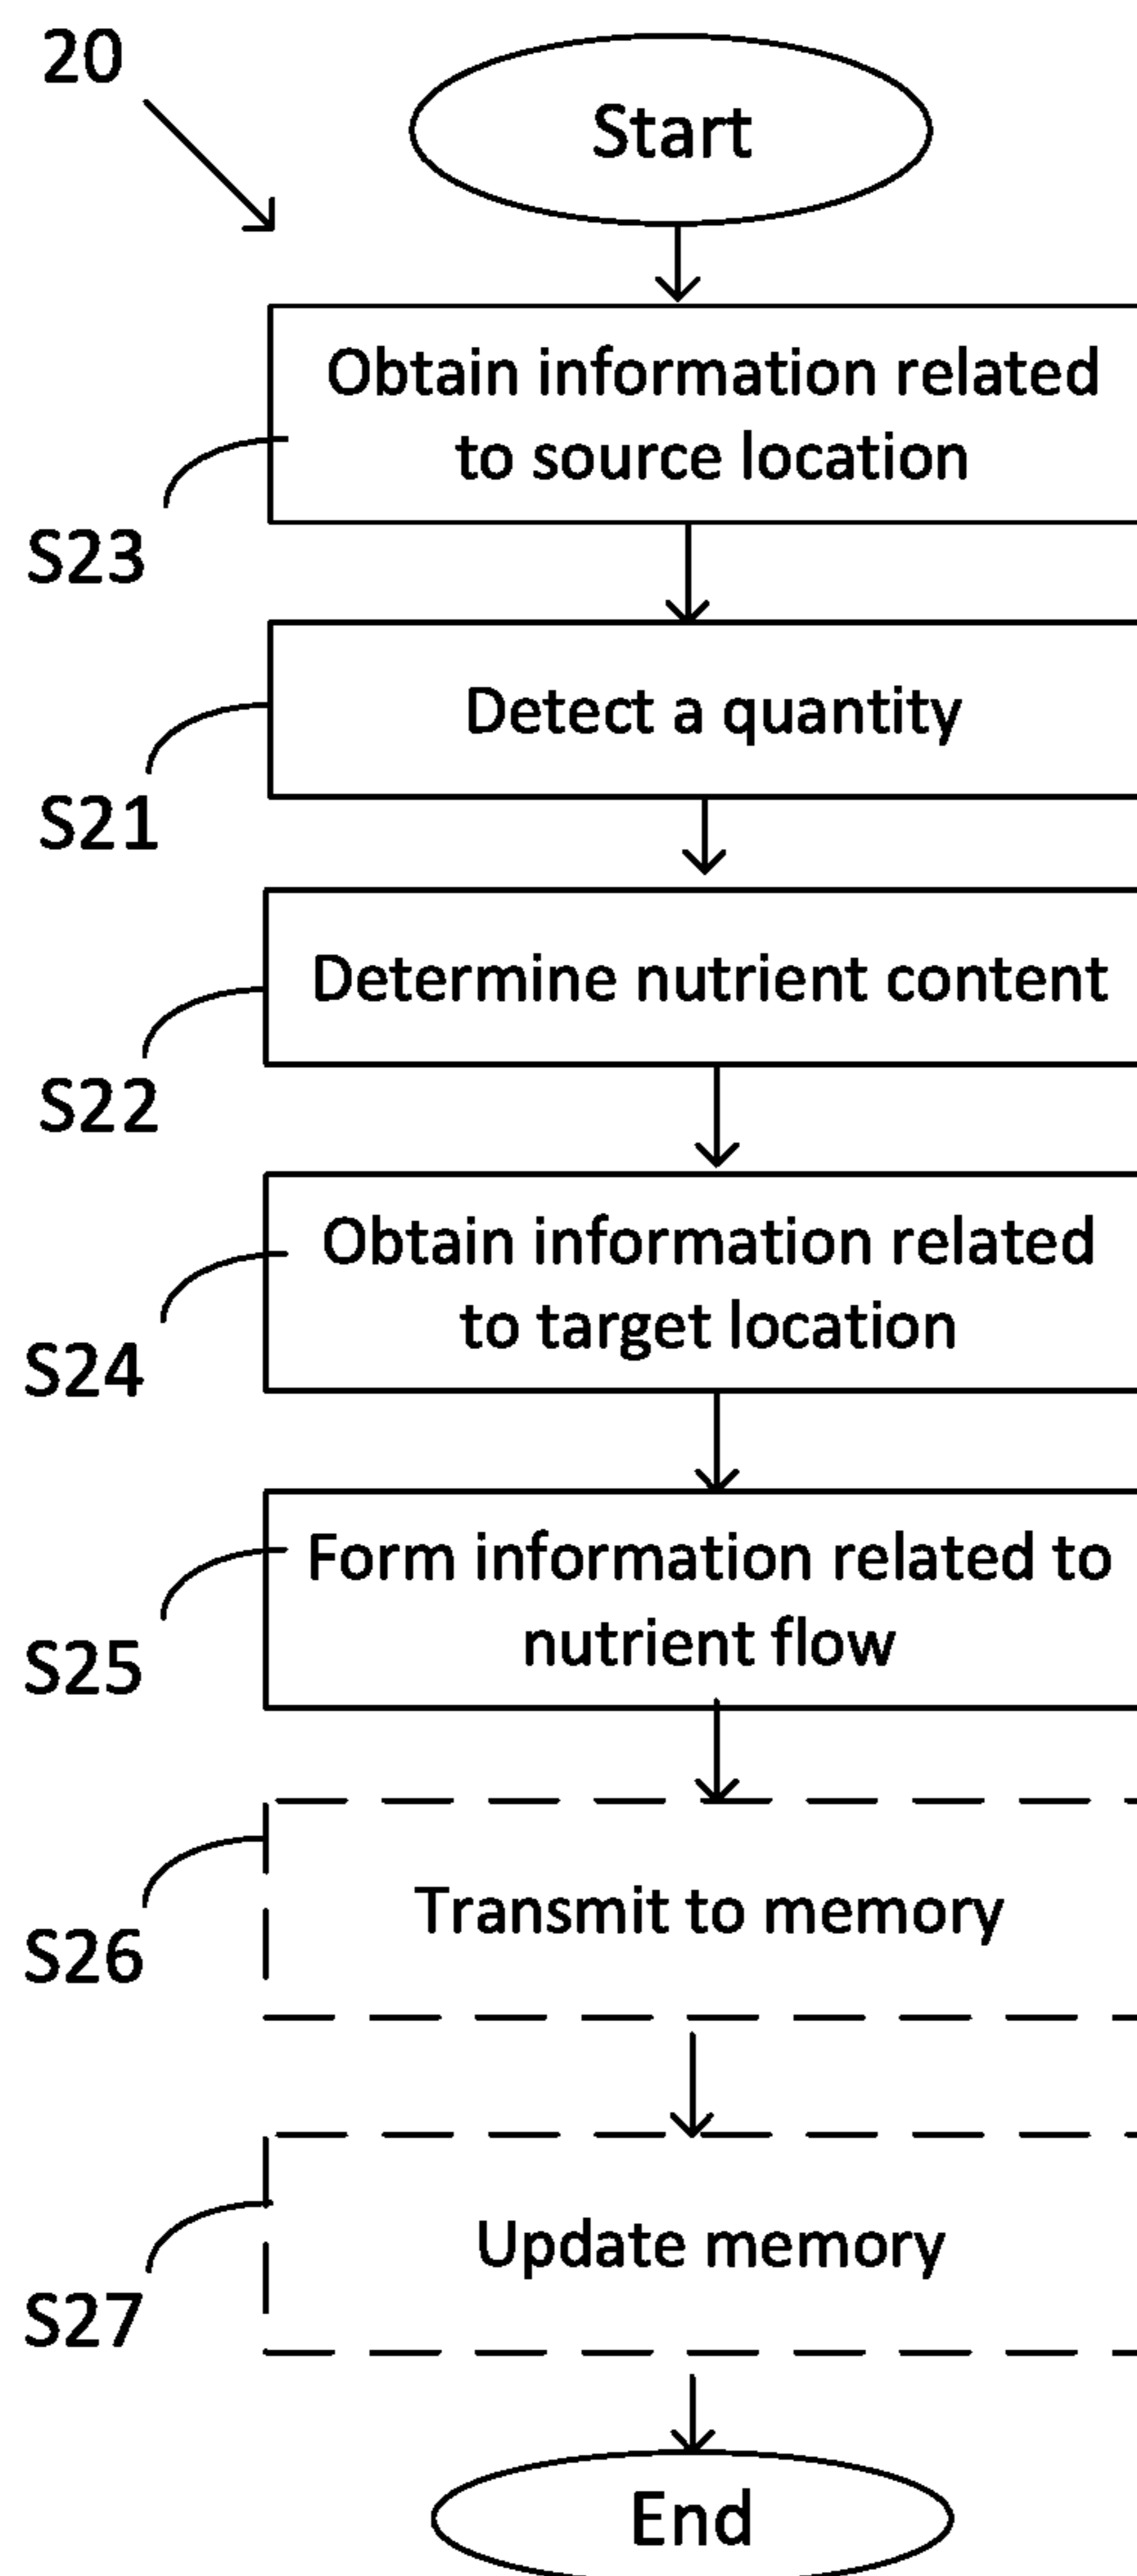 20
Start
Obtain information related
to source location
S23
Detect a quantity
S21
Determine nutrient content
S22
Obtain information related
to target location
S24
Form information related to
nutrient flow
S25
Transmit to memory
S26
Update memory
S27
End